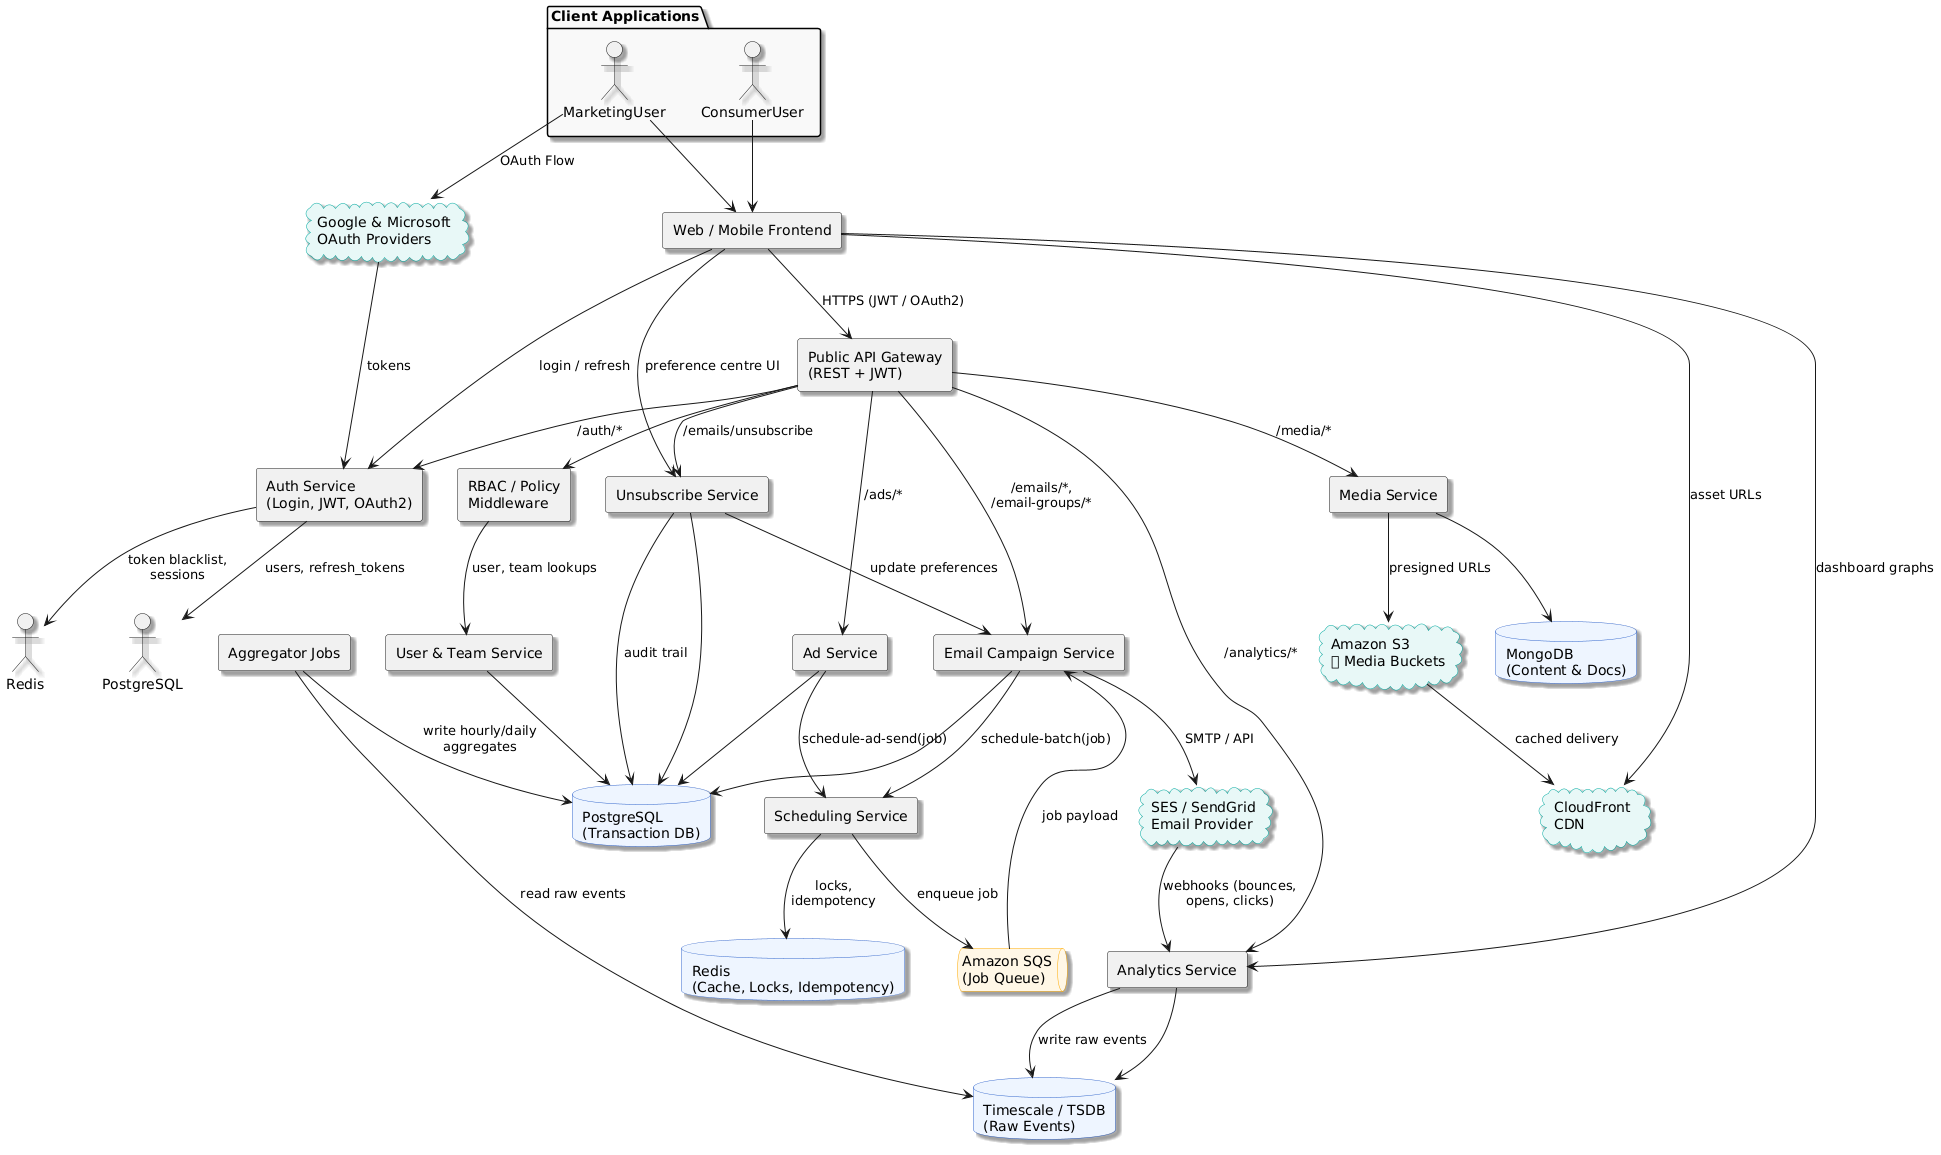 Client Applications
MarketingUser
ConsumerUser
OAuth Flow
Google & Microsoft
OAuth Providers
Web / Mobile Frontend
HTTPS (JWT / OAuth2)
tokens
login / refresh
preference centre UI
Public API Gateway
(REST + JWT)
/auth/*
/emails/unsubscribe
/media/*
Auth Service
(Login, JWT, OAuth2)
RBAC / Policy
Middleware
Unsubscribe Service
/ads/*
/emails/*,
/email-groups/*
Media Service
asset URLs
token blacklist,
sessions
users, refresh_tokens
user, team lookups
update preferences
presigned URLs
dashboard graphs
Redis
PostgreSQL
Aggregator Jobs
User & Team Service
audit trail
Ad Service
Email Campaign Service
/analytics/*
Amazon S3
Media Buckets
MongoDB
(Content & Docs)
write hourly/daily
aggregates
schedule-ad-send(job)
schedule-batch(job)
SMTP / API
cached delivery
PostgreSQL
(Transaction DB)
Scheduling Service
job payload
SES / SendGrid
Email Provider
CloudFront
CDN
read raw events
locks,
idempotency
enqueue job
webhooks (bounces,
opens, clicks)
Redis
(Cache, Locks, Idempotency)
Amazon SQS
(Job Queue)
Analytics Service
write raw events
Timescale / TSDB
(Raw Events)